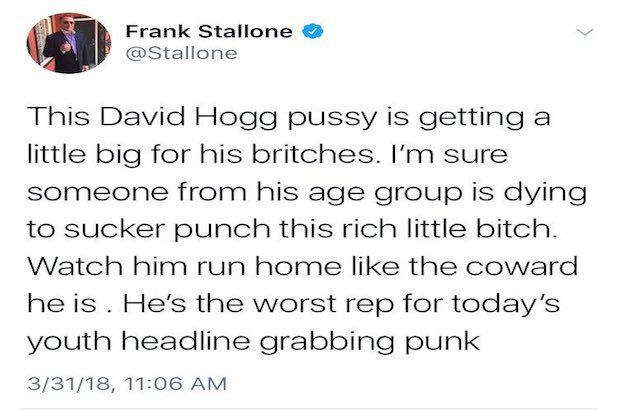 Frank Stallone
@Stallone
This David Hogg pussy is getting a
little big for his britches. I'm sure
someone from his age group is dying
to sucker punch this rich little bitch.
Watch him run home like the coward
he is . He's the worst rep for today's
youth headline grabbing punk
3/31/18, 11:06 AM